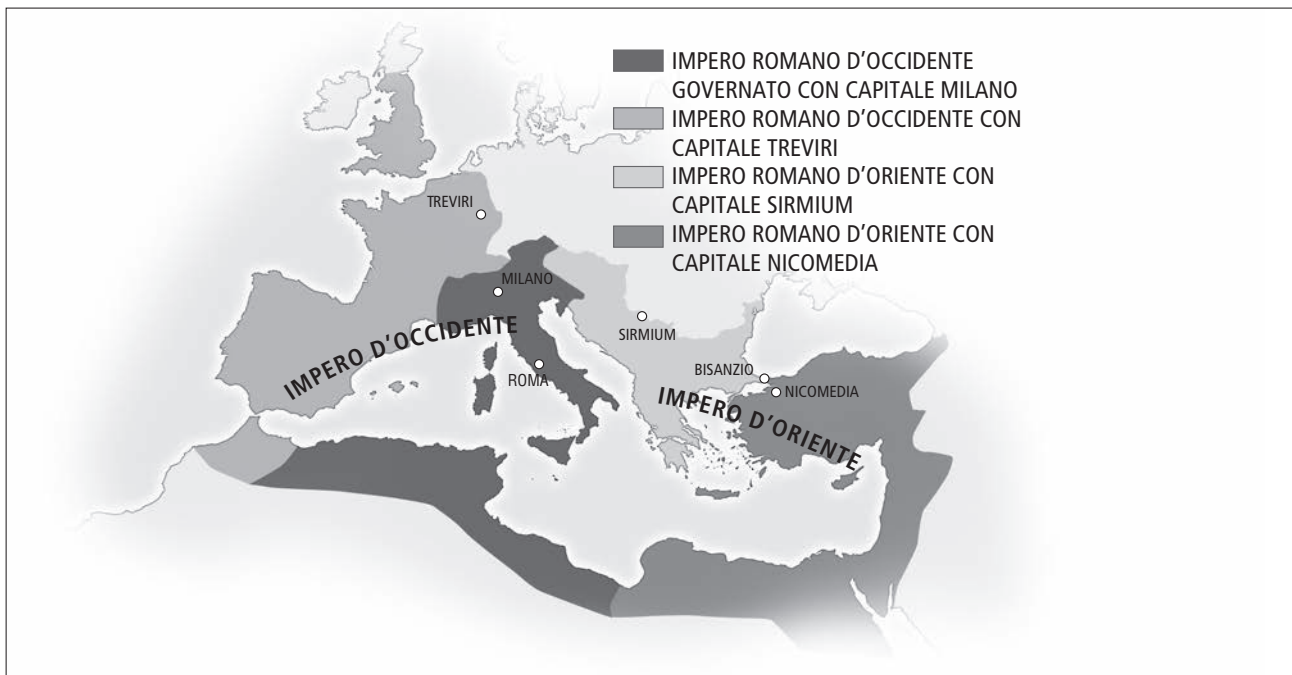 IMPERO ROMANO D'OCCIDENTE
GOVERNATO CON CAPITALE MILANO
IMPERO ROMANO D'OCCIDENTE CON
CAPITALE TREVIRI
IMPERO ROMANO D'ORIENTE CON
CAPITALE SIRMIUM
IMPERO ROMANO D'ORIENTE CON
CAPITALE NICOMEDIA
TREVIRI
MILANO
IMPERO D'OCCIDENTE
SIRMIUM
ROMA
BISANZIO
NICOMEDIA
IMPERO D'ORIENTE